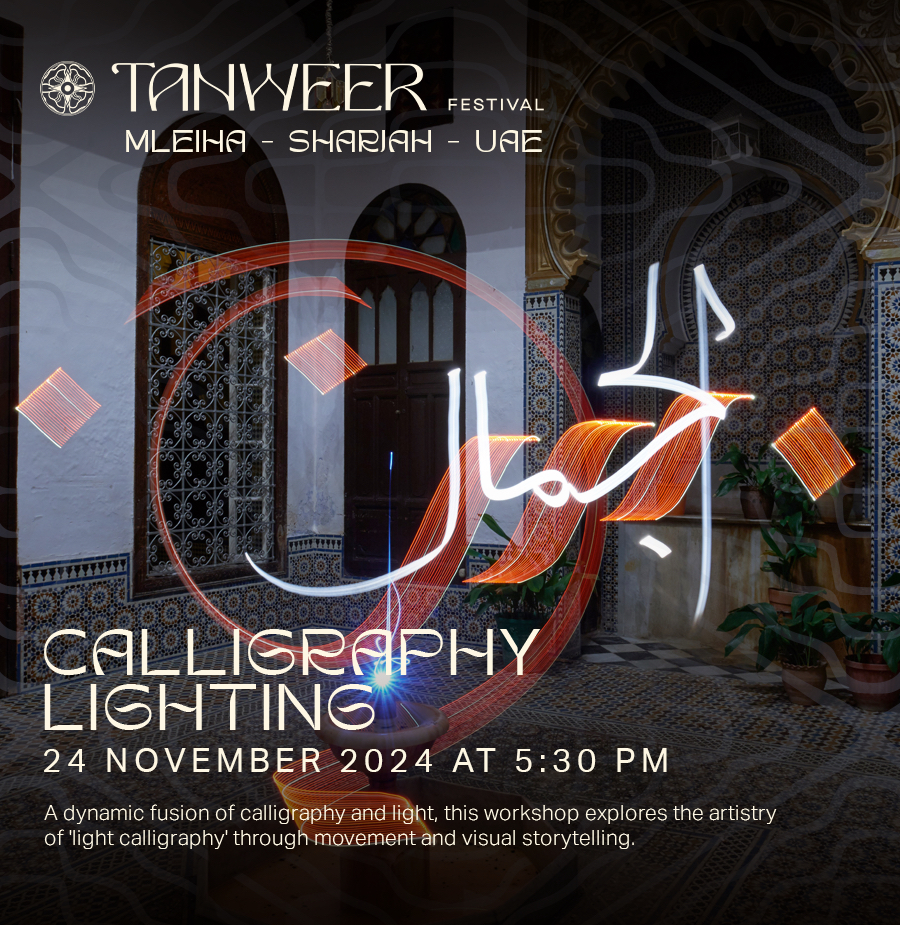 TANWEER FESTIVAL
MLEIHA - SHARJAH - UAE
الجمال
CALLIGRAPHY
LIGHTING
24 NOVEMBER 2024 AT 5:30 PM
A dynamic fusion of calligraphy and light, this workshop explores the artistry
of 'light calligraphy' through movement and visual storytelling.